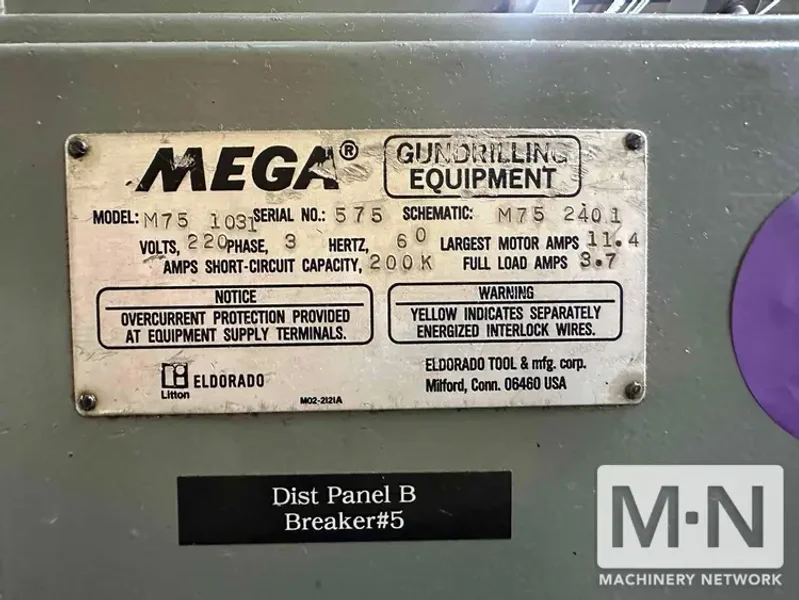 MEGA®
GUNDRILLING
EQUIPMENT
MODEL: M75 1031 SERIAL NO.: 575 SCHEMATIC: M75 2401
VOLTS, 220 PHASE, 3 HERTZ, 60 LARGEST MOTOR AMPS 11.4
AMPS SHORT-CIRCUIT CAPACITY, 200K FULL LOAD AMPS 3.7
NOTICE
OVERCURRENT PROTECTION PROVIDED
AT EQUIPMENT SUPPLY TERMINALS.
WARNING
YELLOW INDICATES SEPARATELY
ENERGIZED INTERLOCK WIRES.
ELDORADO
Litton
M02-2121A
ELDORADO TOOL & mfg. corp.
Milford, Conn. 06460 USA
Dist Panel B
Breaker#5
M·N
MACHINERY NETWORK